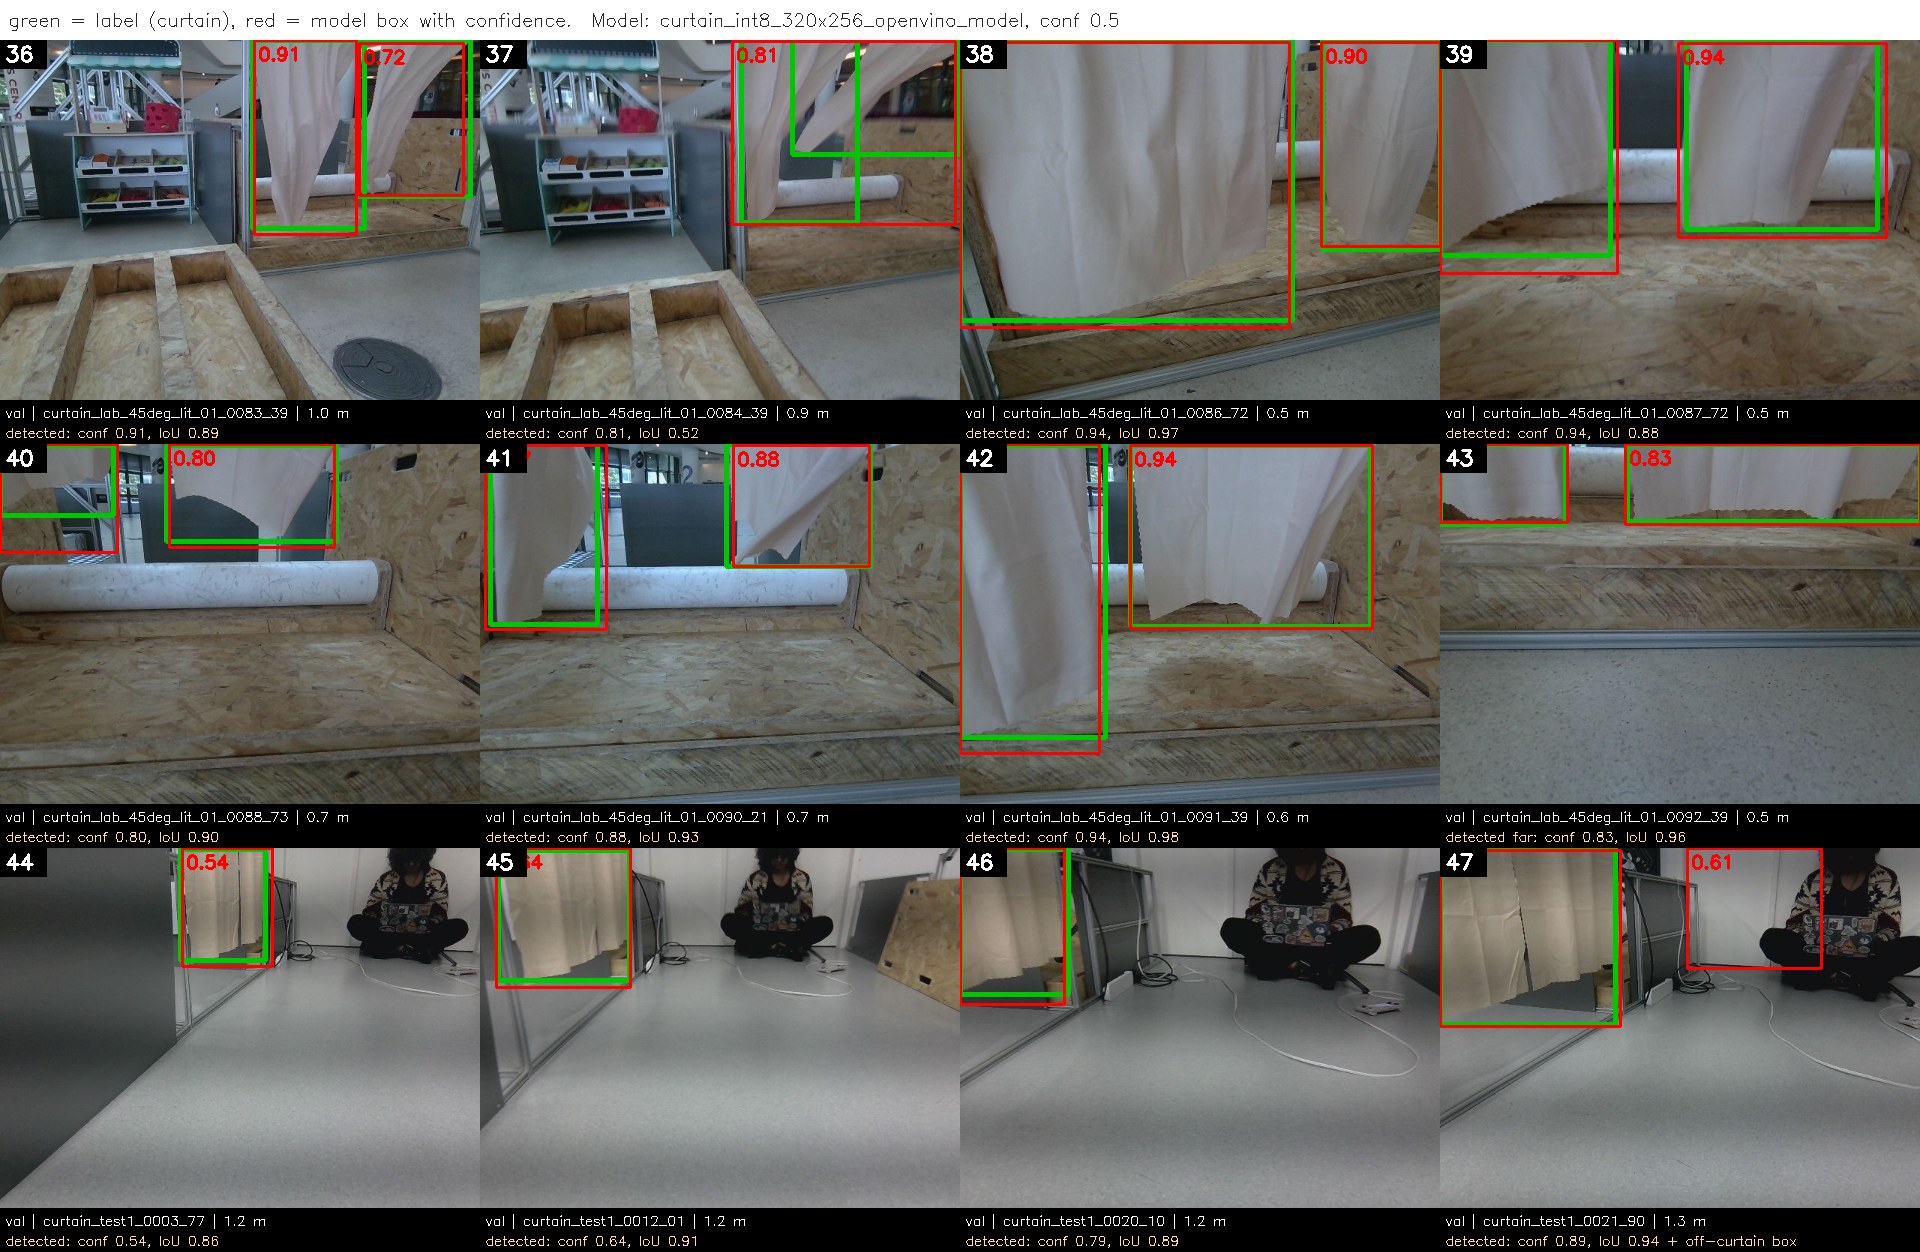 green = label (curtain), red = model box with confidence. Model: curtain_int8_320x256_openvino_model, conf 0.5
36
0.91
0.72
37
0.81
38
0.90
39
0.94
val | curtain_lab_45deg_lit_01_0083_39 | 1.0 m
detected: conf 0.91, IoU 0.89
val | curtain_lab_45deg_lit_01_0084_39 | 0.9 m
detected: conf 0.81, IoU 0.52
val | curtain_lab_45deg_lit_01_0086_72 | 0.5 m
detected: conf 0.94, IoU 0.97
val | curtain_lab_45deg_lit_01_0087_72 | 0.5 m
detected: conf 0.94, IoU 0.88
40
0.80
41
0.88
42
0.94
43
0.83
val | curtain_lab_45deg_lit_01_0088_73 | 0.7 m
detected: conf 0.80, IoU 0.90
val | curtain_lab_45deg_lit_01_0090_21 | 0.7 m
detected: conf 0.88, IoU 0.93
val | curtain_lab_45deg_lit_01_0091_39 | 0.6 m
detected: conf 0.94, IoU 0.98
val | curtain_lab_45deg_lit_01_0092_39 | 0.5 m
detected far: conf 0.83, IoU 0.96
44
0.54
45
46
47
0.61
val | curtain_test1_0003_77 | 1.2 m
detected: conf 0.54, IoU 0.86
val | curtain_test1_0012_01 | 1.2 m
detected: conf 0.64, IoU 0.91
val | curtain_test1_0020_10 | 1.2 m
detected: conf 0.79, IoU 0.89
val | curtain_test1_0021_90 | 1.3 m
detected: conf 0.89, IoU 0.94 + off-curtain box